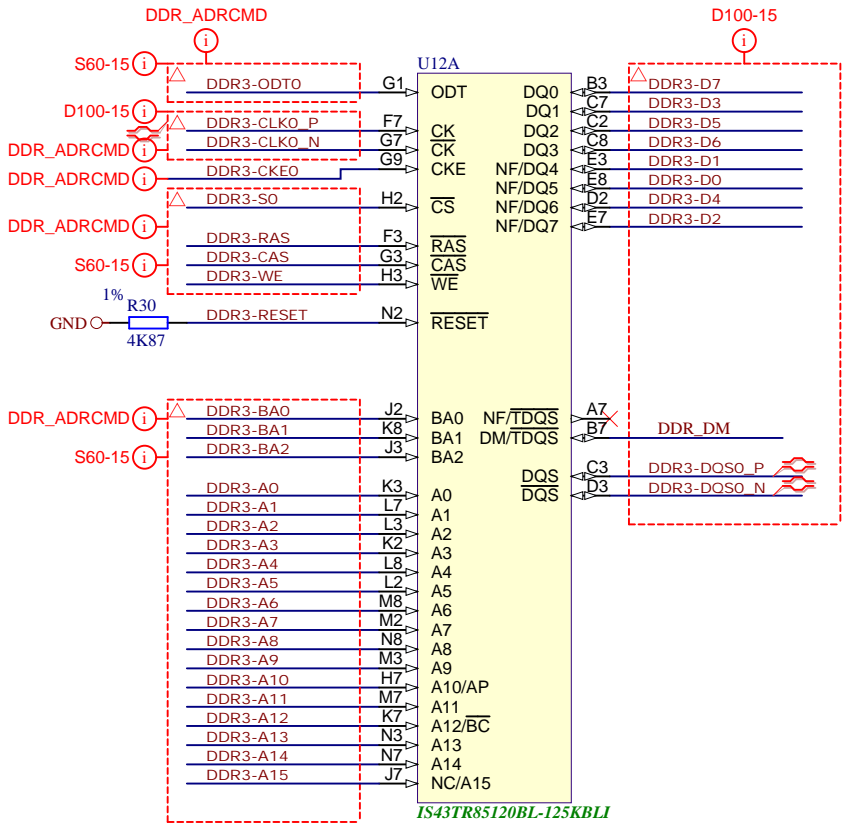 DDR_ADRCMD D100-15
i i
S60-15 i U12A
DDR3-ODT0 G1 ODT DQ0 B3 DDR3-D7
D100-15 i DQ1 C7 DDR3-D3
DDR3-CLK0_P F7 CK DQ2 C2 DDR3-D5
DDR_ADRCMD i DDR3-CLK0_N G7 CK DQ3 C8 DDR3-D6
DDR_ADRCMD i DDR3-CKE0 G9 CKE NF/DQ4 E3 DDR3-D1
NF/DQ5 E8 DDR3-D0
DDR3-S0 H2 CS NF/DQ6 D2 DDR3-D4
DDR_ADRCMD i NF/DQ7 E7 DDR3-D2
DDR3-RAS F3 RAS
S60-15 i DDR3-CAS G3 CAS
DDR3-WE H3 WE
1% R30
GND DDR3-RESET N2 RESET
4K87
DDR_ADRCMD i DDR3-BA0 J2 BA0 NF/TDQS A7
DDR3-BA1 K8 BA1 DM/TDQS B7 DDR_DM
S60-15 i DDR3-BA2 J3 BA2
DQS C3 DDR3-DQS0_P
DDR3-A0 K3 A0 DQS D3 DDR3-DQS0_N
DDR3-A1 L7 A1
DDR3-A2 L3 A2
DDR3-A3 K2 A3
DDR3-A4 L8 A4
DDR3-A5 L2 A5
DDR3-A6 M8 A6
DDR3-A7 M2 A7
DDR3-A8 N8 A8
DDR3-A9 M3 A9
DDR3-A10 H7 A10/AP
DDR3-A11 M7 A11
DDR3-A12 K7 A12/BC
DDR3-A13 N3 A13
DDR3-A14 N7 A14
DDR3-A15 J7 NC/A15
IS43TR85120BL-125KBLI